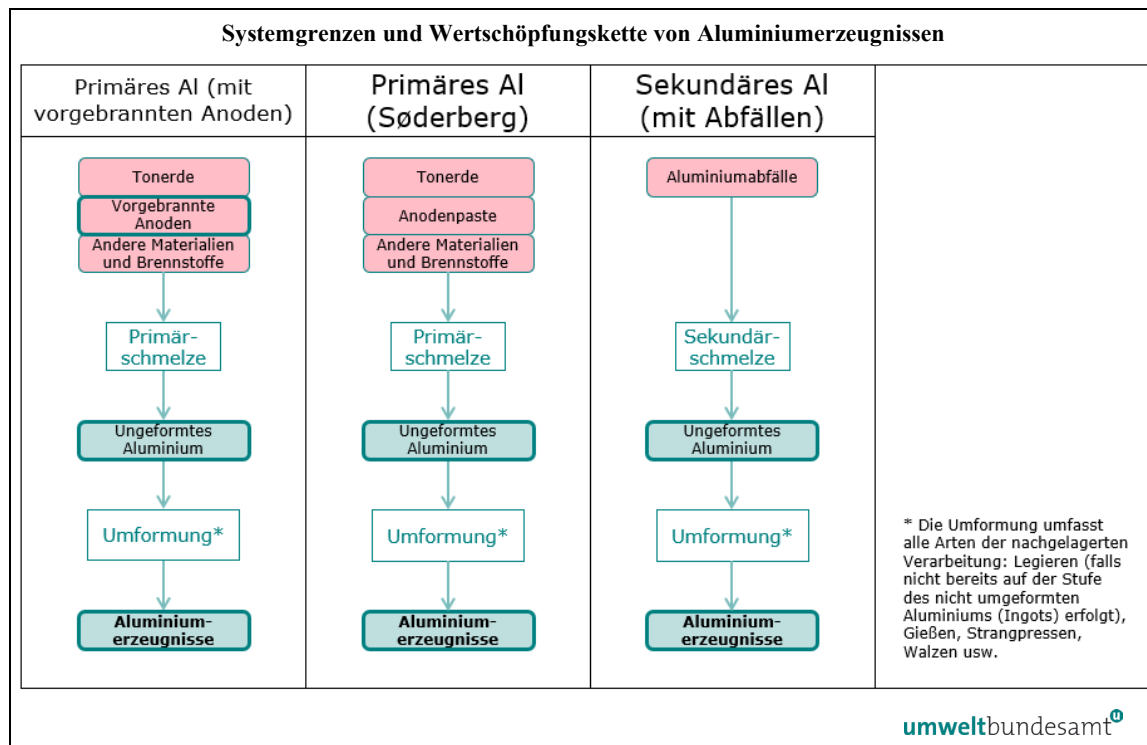 Systemgrenzen und Wertschöpfungskette von Aluminiumerzeugnissen
Primäres Al (mit
vorgebrannten Anoden)
Tonerde
Vorgebrannte
Anoden
Andere Materialien
und Brennstoffe
Primär-
schmelze
Ungeformtes
Aluminium
Umformung*
Aluminium-
erzeugnisse
Primäres Al
(Søderberg)
Tonerde
Anodenpaste
Andere Materialien
und Brennstoffe
Primär-
schmelze
Ungeformtes
Aluminium
Umformung*
Aluminium-
erzeugnisse
Sekundäres Al
(mit Abfällen)
Aluminiumabfälle
Sekundär-
schmelze
Ungeformtes
Aluminium
Umformung*
Aluminium-
erzeugnisse
* Die Umformung umfasst
alle Arten der nachgelagerten
Verarbeitung: Legieren (falls
nicht bereits auf der Stufe
des nicht umgeformten
Aluminiums (Ingots) erfolgt),
Gießen, Strangpressen,
Walzen usw.
umweltbundesamt u